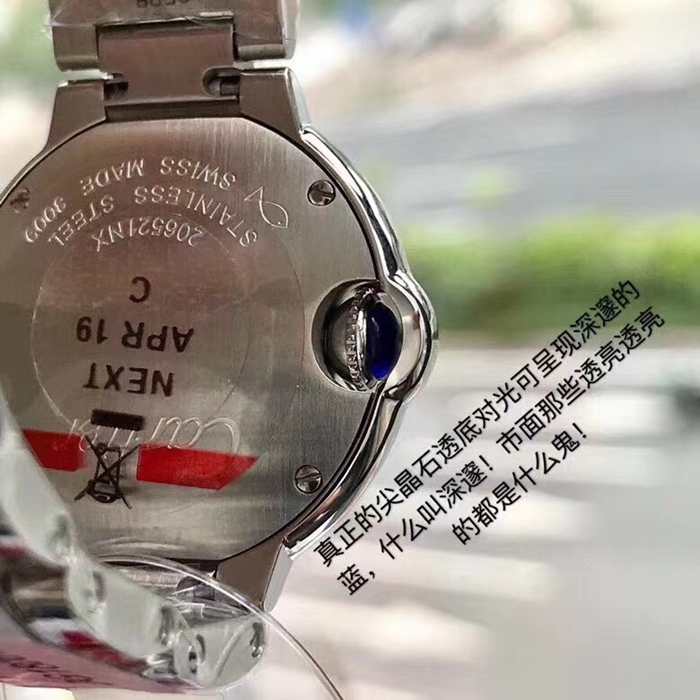 Cartier
NEXT
APR 19
C
206521NX
STAINLESS STEEL
SWISS MADE 3009
真正的尖晶石透底对光可呈现深邃的
蓝，什么叫深邃！市面那些透亮透亮
的都是什么鬼！